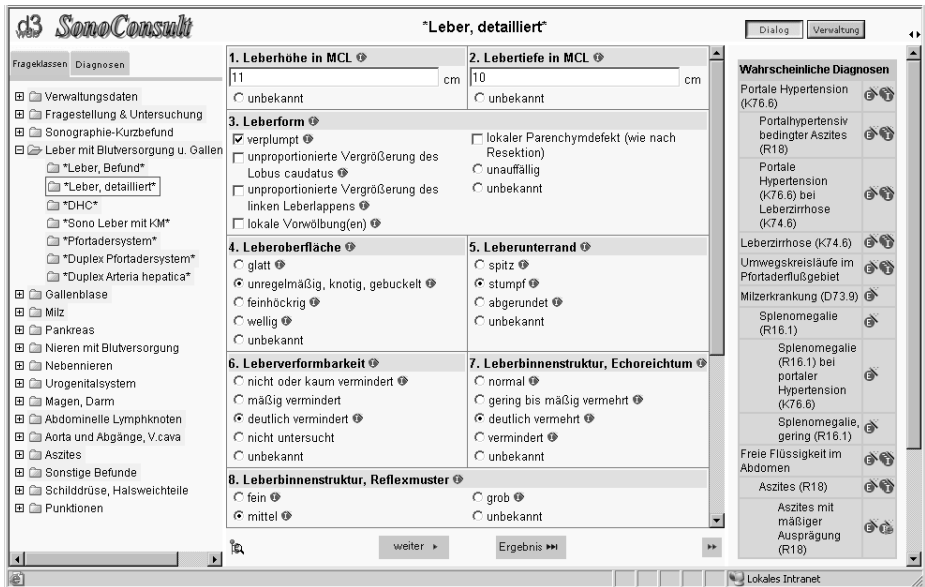 d3 web SonoConsult
*Leber, detailliert*
Dialog Verwaltung
Frageklassen Diagnosen
Verwaltungsdaten
Fragestellung & Untersuchung
Sonographie-Kurzbefund
Leber mit Blutversorgung u. Gallen
*Leber, Befund*
*Leber, detailliert*
*DHC*
*Sono Leber mit KM*
*Pfortadersystem*
*Duplex Pfortadersystem*
*Duplex Arteria hepatica*
Gallenblase
Milz
Pankreas
Nieren mit Blutversorgung
Nebennieren
Urogenitalsystem
Magen, Darm
Abdominelle Lymphknoten
Aorta und Abgänge, V.cava
Aszites
Sonstige Befunde
Schilddrüse, Halsweichteile
Punktionen
1. Leberhöhe in MCL
11 cm
unbekannt
2. Lebertiefe in MCL
10 cm
unbekannt
3. Leberform
verplumpt
unproportionierte Vergrößerung des
Lobus caudatus
unproportionierte Vergrößerung des
linken Leberlappens
lokale Vorwölbung(en)
lokaler Parenchymdefekt (wie nach
Resektion)
unauffällig
unbekannt
4. Leberoberfläche
glatt
unregelmäßig, knotig, gebuckelt
feinhöckrig
wellig
unbekannt
5. Leberunterrand
spitz
stumpf
abgerundet
unbekannt
6. Leberverformbarkeit
nicht oder kaum vermindert
mäßig vermindert
deutlich vermindert
nicht untersucht
unbekannt
7. Leberbinnenstruktur, Echoreichtum
normal
gering bis mäßig vermehrt
deutlich vermehrt
vermindert
unbekannt
8. Leberbinnenstruktur, Reflexmuster
fein
mittel
grob
unbekannt
weiter Ergebnis
Wahrscheinliche Diagnosen
Portale Hypertension
(K76.6)
Portalhypertensiv
bedingter Aszites
(R18)
Portale
Hypertension
(K76.6) bei
Leberzirrhose
(K74.6)
Leberzirrhose (K74.6)
Umwegskreisläufe im
Pfortaderflußgebiet
Milzerkrankung (D73.9)
Splenomegalie
(R16.1)
Splenomegalie
(R16.1) bei
portaler
Hypertension
(K76.6)
Splenomegalie,
gering (R16.1)
Freie Flüssigkeit im
Abdomen
Aszites (R18)
Aszites mit
mäßiger
Ausprägung
(R18)
Lokales Intranet